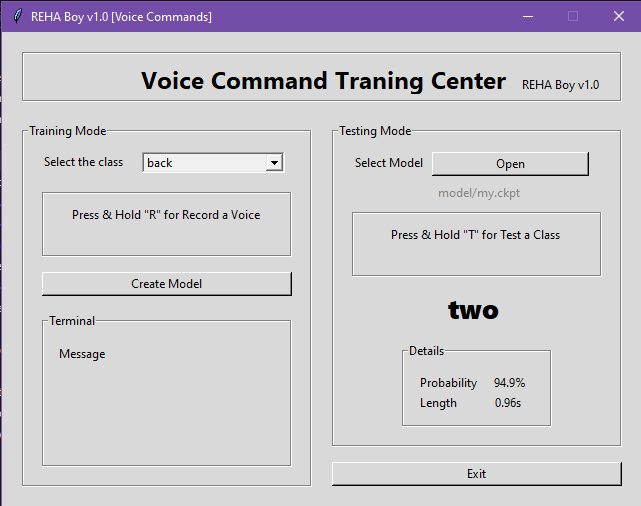 REHA Boy v1.0 [Voice Commands]
Voice Command Traning Center REHA Boy v1.0
Training Mode
Select the class back
Press & Hold "R" for Record a Voice
Create Model
Terminal
Message
Testing Mode
Select Model Open
model/my.ckpt
Press & Hold "T" for Test a Class
two
Details
Probability 94.9%
Length 0.96s
Exit